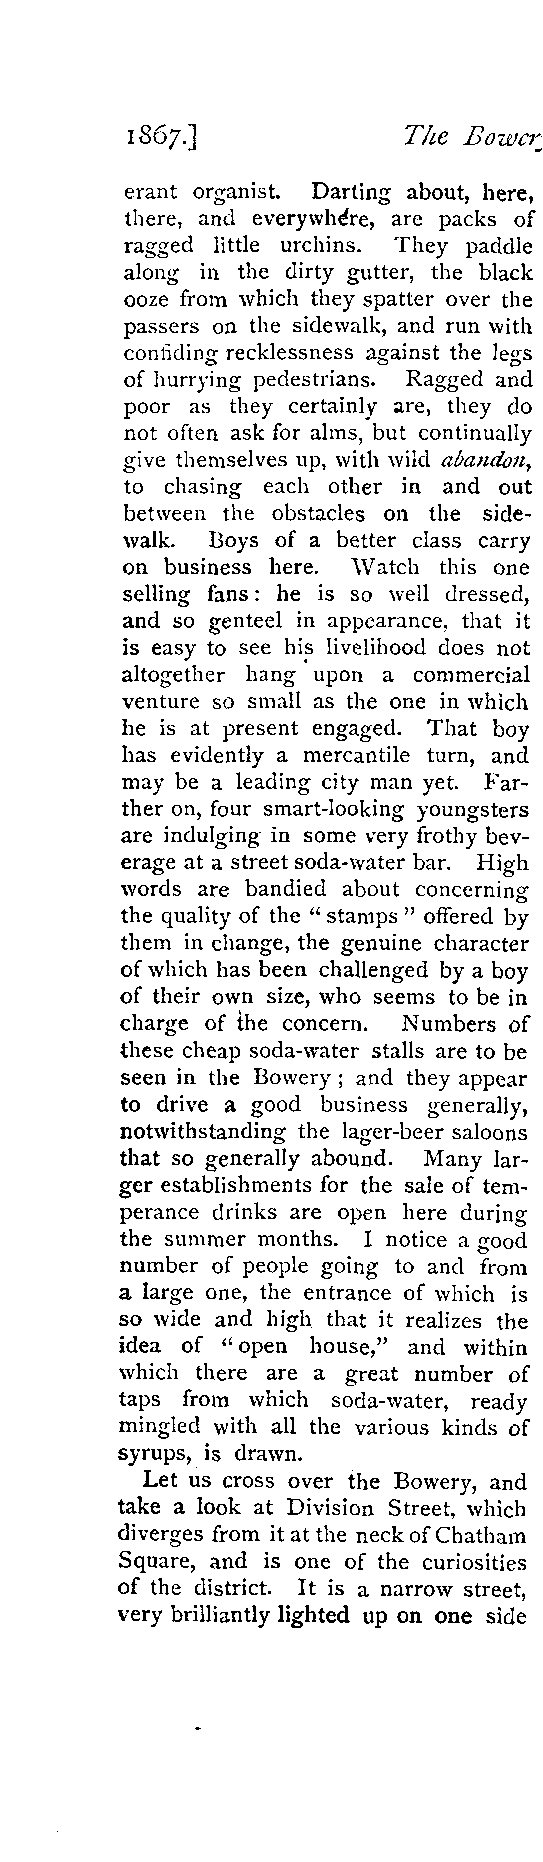 1867.] The Bower
erant organist. Darting about, here,
there, and everywhere, are packs of
ragged little urchins. They paddle
along in the dirty gutter, the black
ooze from which they spatter over the
passers on the sidewalk, and run with
confiding recklessness against the legs
of hurrying pedestrians. Ragged and
poor as they certainly are, they do
not often ask for alms, but continually
give themselves up, with wild abandon,
to chasing each other in and out
between the obstacles on the side-
walk. Boys of a better class carry
on business here. Watch this one
selling fans: he is so well dressed,
and so genteel in appearance, that it
is easy to see his livelihood does not
altogether hang upon a commercial
venture so small as the one in which
he is at present engaged. That boy
has evidently a mercantile turn, and
may be a leading city man yet. Far-
ther on, four smart-looking youngsters
are indulging in some very frothy bev-
erage at a street soda-water bar. High
words are bandied about concerning
the quality of the "stamps" offered by
them in change, the genuine character
of which has been challenged by a boy
of their own size, who seems to be in
charge of the concern. Numbers of
these cheap soda-water stalls are to be
seen in the Bowery; and they appear
to drive a good business generally,
notwithstanding the lager-beer saloons
that so generally abound. Many lar-
ger establishments for the sale of tem-
perance drinks are open here during
the summer months. I notice a good
number of people going to and from
a large one, the entrance of which is
so wide and high that it realizes the
idea of "open house," and within
which there are a great number of
taps from which soda-water, ready
mingled with all the various kinds of
syrups, is drawn.
Let us cross over the Bowery, and
take a look at Division Street, which
diverges from it at the neck of Chatham
Square, and is one of the curiosities
of the district. It is a narrow street,
very brilliantly lighted up on one side